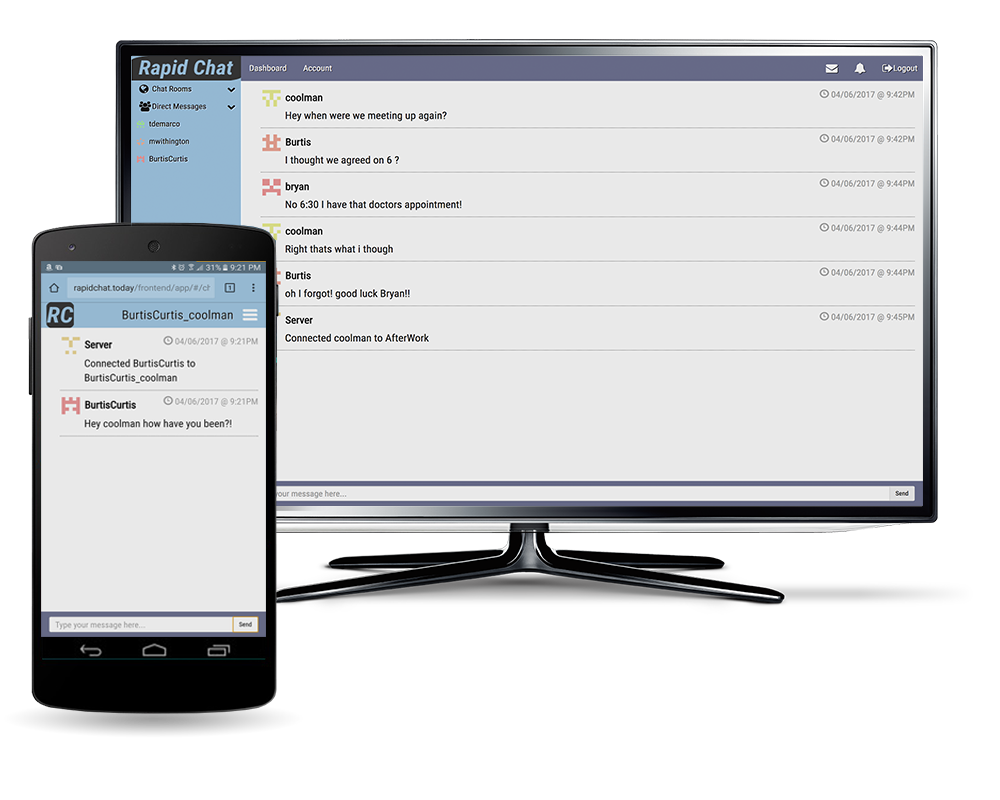 Rapid Chat
Dashboard Account
Logout
Chat Rooms
Direct Messages
tdemarco
mwithington
BurtisCurtis
coolman 04/06/2017 @ 9:42PM
Hey when were we meeting up again?
Burtis 04/06/2017 @ 9:42PM
I thought we agreed on 6 ?
bryan 04/06/2017 @ 9:44PM
No 6:30 I have that doctors appointment!
coolman 04/06/2017 @ 9:44PM
Right thats what i though
Burtis 04/06/2017 @ 9:44PM
oh I forgot! good luck Bryan!!
Server 04/06/2017 @ 9:45PM
Connected coolman to AfterWork
your message here...
Send
31% 9:21 PM
rapidchat.today/frontend/app/#/ch
1
RC BurtisCurtis_coolman
Server 04/06/2017 @ 9:21PM
Connected BurtisCurtis to
BurtisCurtis_coolman
BurtisCurtis 04/06/2017 @ 9:21PM
Hey coolman how have you been?!
Type your message here... Send